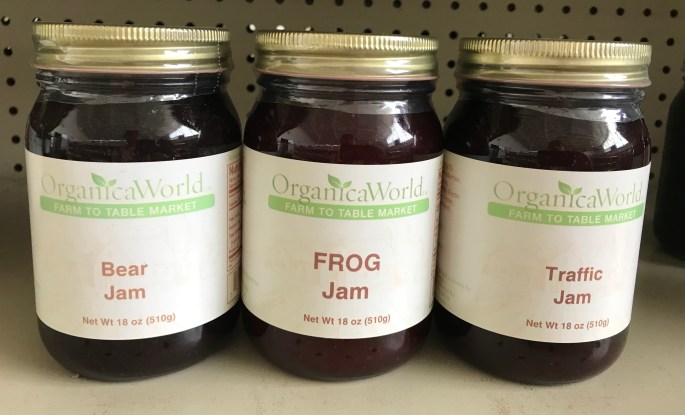 OrganicaWorld
FARM TO TABLE MARKET
Bear
Jam
Net Wt 18 oz (510g)
OrganicaWorld
FARM TO TABLE MARKET
FROG
Jam
Net Wt 18 oz (510g)
OrganicaWorld
FARM TO TABLE MARKET
Traffic
Jam
Net Wt 18 oz (510g)